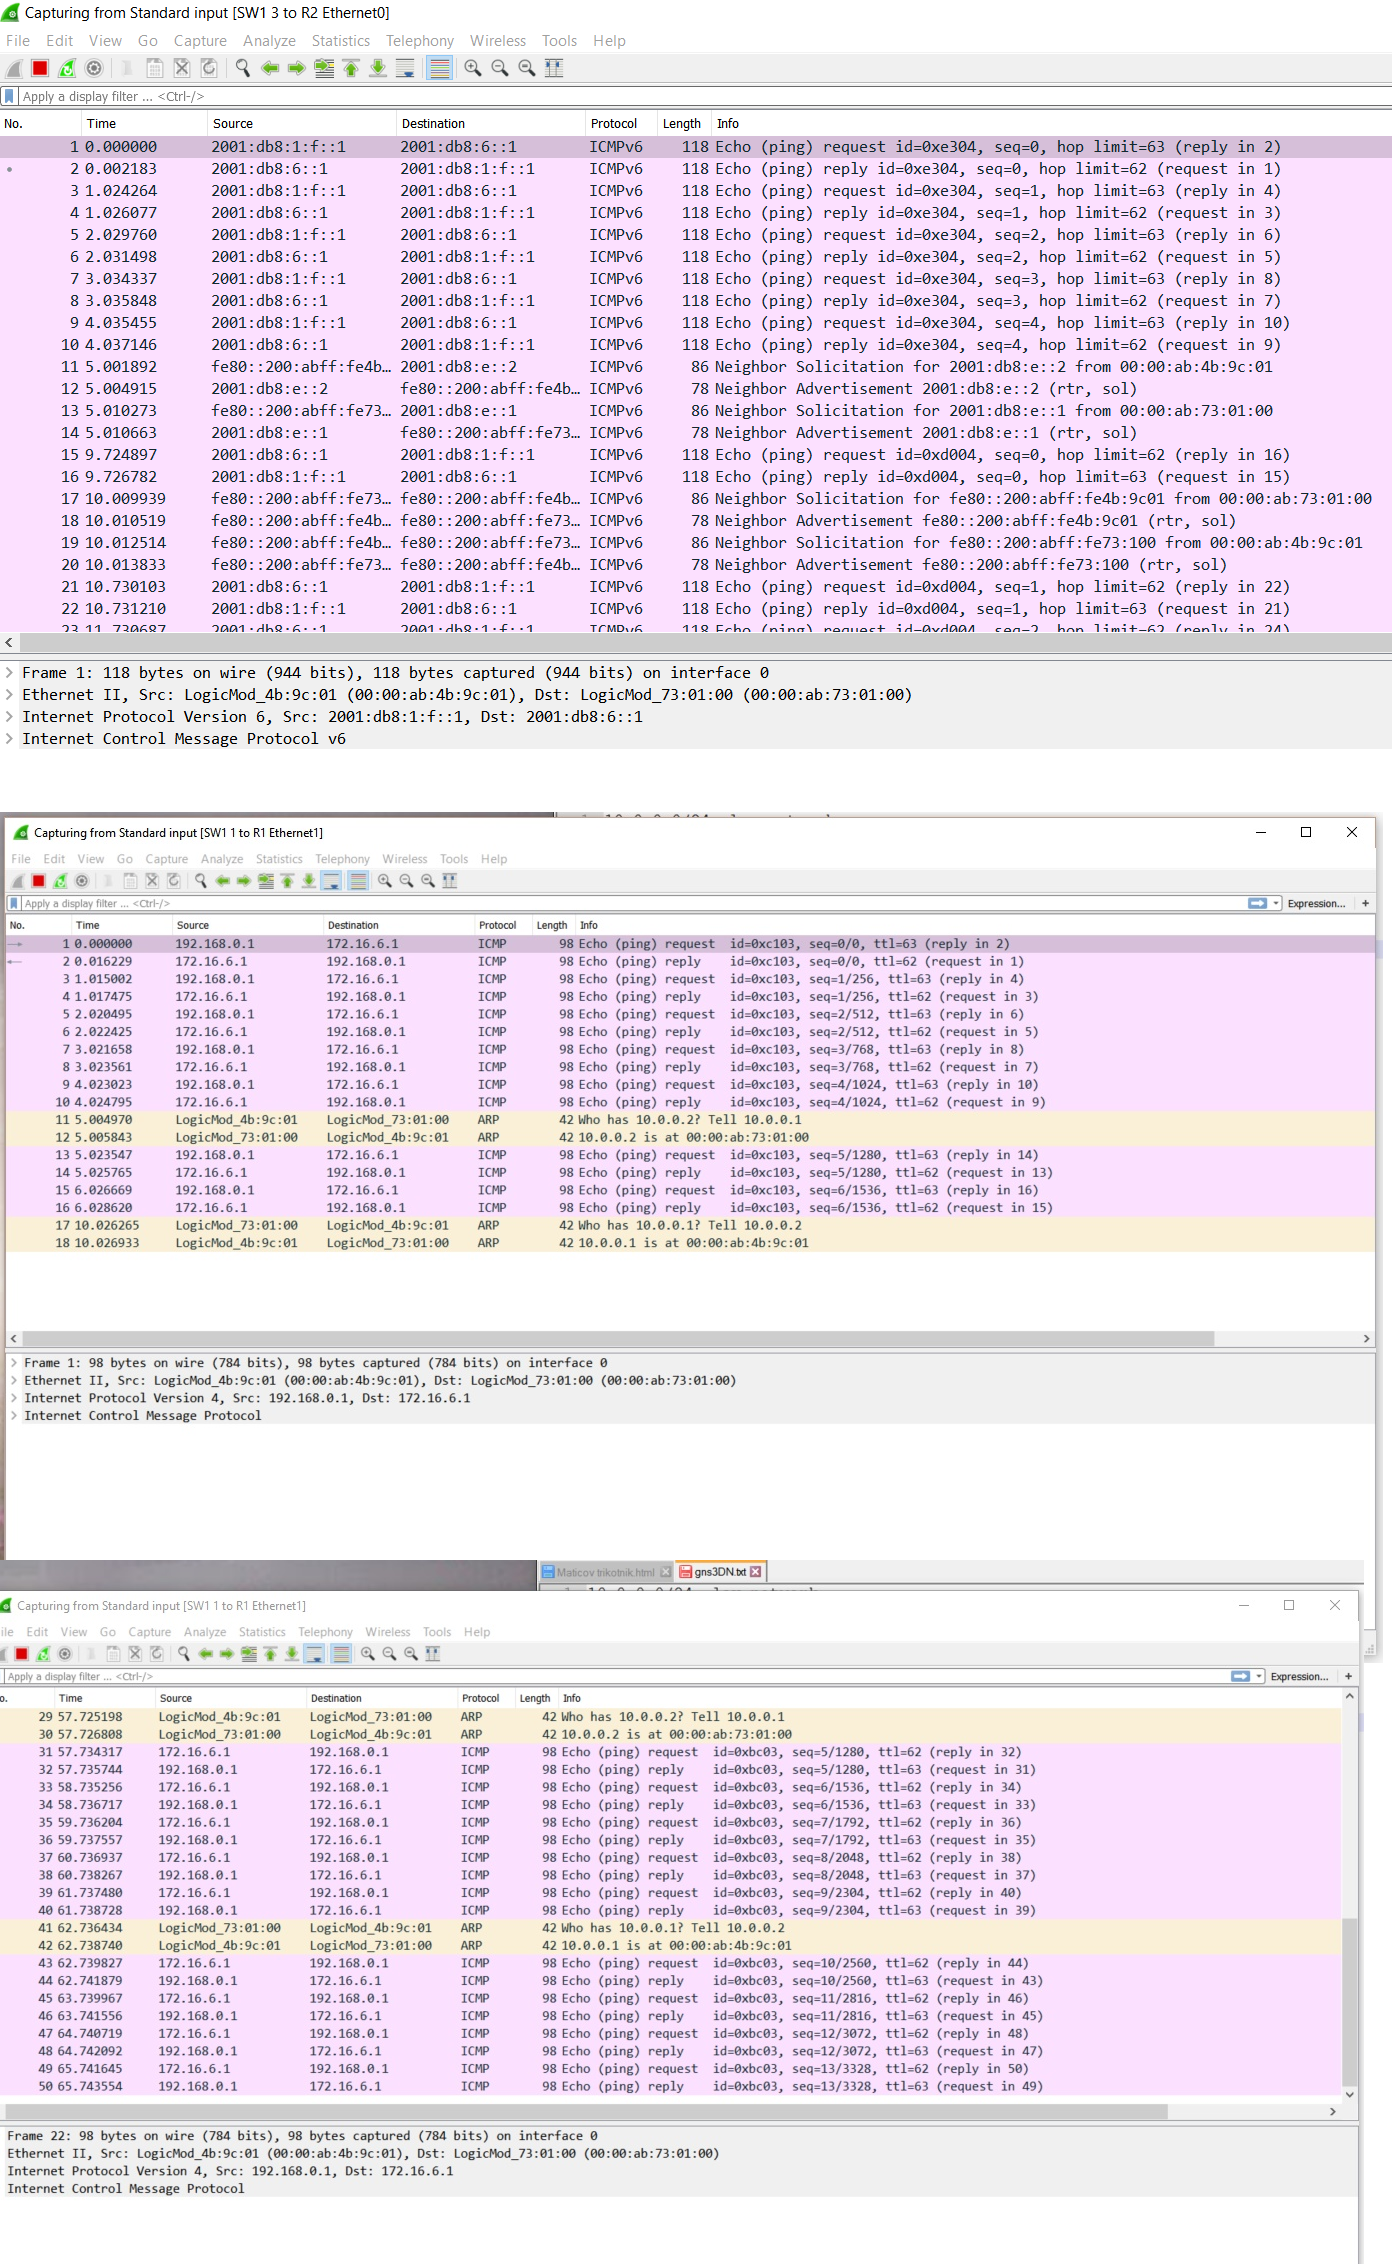 Capturing from Standard input [SW1 3 to R2 Ethernet0]
File Edit View Go Capture Analyze Statistics Telephony Wireless Tools Help
Apply a display filter ... <Ctrl-/>
No. Time Source Destination Protocol Length Info
1 0.000000 2001:db8:1:f::1 2001:db8:6::1 ICMPv6 118 Echo (ping) request id=0xe304, seq=0, hop limit=63 (reply in 2)
2 0.002183 2001:db8:6::1 2001:db8:1:f::1 ICMPv6 118 Echo (ping) reply id=0xe304, seq=0, hop limit=62 (request in 1)
3 1.024264 2001:db8:1:f::1 2001:db8:6::1 ICMPv6 118 Echo (ping) request id=0xe304, seq=1, hop limit=63 (reply in 4)
4 1.026077 2001:db8:6::1 2001:db8:1:f::1 ICMPv6 118 Echo (ping) reply id=0xe304, seq=1, hop limit=62 (request in 3)
5 2.029760 2001:db8:1:f::1 2001:db8:6::1 ICMPv6 118 Echo (ping) request id=0xe304, seq=2, hop limit=63 (reply in 6)
6 2.031498 2001:db8:6::1 2001:db8:1:f::1 ICMPv6 118 Echo (ping) reply id=0xe304, seq=2, hop limit=62 (request in 5)
7 3.034337 2001:db8:1:f::1 2001:db8:6::1 ICMPv6 118 Echo (ping) request id=0xe304, seq=3, hop limit=63 (reply in 8)
8 3.035848 2001:db8:6::1 2001:db8:1:f::1 ICMPv6 118 Echo (ping) reply id=0xe304, seq=3, hop limit=62 (request in 7)
9 4.035455 2001:db8:1:f::1 2001:db8:6::1 ICMPv6 118 Echo (ping) request id=0xe304, seq=4, hop limit=63 (reply in 10)
10 4.037146 2001:db8:6::1 2001:db8:1:f::1 ICMPv6 118 Echo (ping) reply id=0xe304, seq=4, hop limit=62 (request in 9)
11 5.001892 fe80::200:abff:fe4b... 2001:db8:e::2 ICMPv6 86 Neighbor Solicitation for 2001:db8:e::2 from 00:00:ab:4b:9c:01
12 5.004915 2001:db8:e::2 fe80::200:abff:fe4b... ICMPv6 78 Neighbor Advertisement 2001:db8:e::2 (rtr, sol)
13 5.010273 fe80::200:abff:fe73... 2001:db8:e::1 ICMPv6 86 Neighbor Solicitation for 2001:db8:e::1 from 00:00:ab:73:01:00
14 5.010663 2001:db8:e::1 fe80::200:abff:fe73... ICMPv6 78 Neighbor Advertisement 2001:db8:e::1 (rtr, sol)
15 9.724897 2001:db8:6::1 2001:db8:1:f::1 ICMPv6 118 Echo (ping) request id=0xd004, seq=0, hop limit=62 (reply in 16)
16 9.726782 2001:db8:1:f::1 2001:db8:6::1 ICMPv6 118 Echo (ping) reply id=0xd004, seq=0, hop limit=63 (request in 15)
17 10.009939 fe80::200:abff:fe73... fe80::200:abff:fe4b... ICMPv6 86 Neighbor Solicitation for fe80::200:abff:fe4b:9c01 from 00:00:ab:73:01:00
18 10.010519 fe80::200:abff:fe4b... fe80::200:abff:fe73... ICMPv6 78 Neighbor Advertisement fe80::200:abff:fe4b:9c01 (rtr, sol)
19 10.012514 fe80::200:abff:fe4b... fe80::200:abff:fe73... ICMPv6 86 Neighbor Solicitation for fe80::200:abff:fe73:100 from 00:00:ab:4b:9c:01
20 10.013833 fe80::200:abff:fe73... fe80::200:abff:fe4b... ICMPv6 78 Neighbor Advertisement fe80::200:abff:fe73:100 (rtr, sol)
21 10.730103 2001:db8:6::1 2001:db8:1:f::1 ICMPv6 118 Echo (ping) request id=0xd004, seq=1, hop limit=62 (reply in 22)
22 10.731210 2001:db8:1:f::1 2001:db8:6::1 ICMPv6 118 Echo (ping) reply id=0xd004, seq=1, hop limit=63 (request in 21)
23 11.730687 2001:db8:6::1 2001:db8:1:f::1 ICMPv6 118 Echo (ping) request id=0xd004, seq=2, hop limit=62 (reply in 24)
Frame 1: 118 bytes on wire (944 bits), 118 bytes captured (944 bits) on interface 0
Ethernet II, Src: LogicMod_4b:9c:01 (00:00:ab:4b:9c:01), Dst: LogicMod_73:01:00 (00:00:ab:73:01:00)
Internet Protocol Version 6, Src: 2001:db8:1:f::1, Dst: 2001:db8:6::1
Internet Control Message Protocol v6
Capturing from Standard input [SW1 1 to R1 Ethernet1]
File Edit View Go Capture Analyze Statistics Telephony Wireless Tools Help
Apply a display filter ... <Ctrl-/> Expression... +
No. Time Source Destination Protocol Length Info
1 0.000000 192.168.0.1 172.16.6.1 ICMP 98 Echo (ping) request id=0xc103, seq=0/0, ttl=63 (reply in 2)
2 0.016229 172.16.6.1 192.168.0.1 ICMP 98 Echo (ping) reply id=0xc103, seq=0/0, ttl=62 (request in 1)
3 1.015002 192.168.0.1 172.16.6.1 ICMP 98 Echo (ping) request id=0xc103, seq=1/256, ttl=63 (reply in 4)
4 1.017475 172.16.6.1 192.168.0.1 ICMP 98 Echo (ping) reply id=0xc103, seq=1/256, ttl=62 (request in 3)
5 2.020495 192.168.0.1 172.16.6.1 ICMP 98 Echo (ping) request id=0xc103, seq=2/512, ttl=63 (reply in 6)
6 2.022425 172.16.6.1 192.168.0.1 ICMP 98 Echo (ping) reply id=0xc103, seq=2/512, ttl=62 (request in 5)
7 3.021658 192.168.0.1 172.16.6.1 ICMP 98 Echo (ping) request id=0xc103, seq=3/768, ttl=63 (reply in 8)
8 3.023561 172.16.6.1 192.168.0.1 ICMP 98 Echo (ping) reply id=0xc103, seq=3/768, ttl=62 (request in 7)
9 4.023023 192.168.0.1 172.16.6.1 ICMP 98 Echo (ping) request id=0xc103, seq=4/1024, ttl=63 (reply in 10)
10 4.024795 172.16.6.1 192.168.0.1 ICMP 98 Echo (ping) reply id=0xc103, seq=4/1024, ttl=62 (request in 9)
11 5.004970 LogicMod_4b:9c:01 LogicMod_73:01:00 ARP 42 Who has 10.0.0.2? Tell 10.0.0.1
12 5.005843 LogicMod_73:01:00 LogicMod_4b:9c:01 ARP 42 10.0.0.2 is at 00:00:ab:73:01:00
13 5.023547 192.168.0.1 172.16.6.1 ICMP 98 Echo (ping) request id=0xc103, seq=5/1280, ttl=63 (reply in 14)
14 5.025765 172.16.6.1 192.168.0.1 ICMP 98 Echo (ping) reply id=0xc103, seq=5/1280, ttl=62 (request in 13)
15 6.026669 192.168.0.1 172.16.6.1 ICMP 98 Echo (ping) request id=0xc103, seq=6/1536, ttl=63 (reply in 16)
16 6.028620 172.16.6.1 192.168.0.1 ICMP 98 Echo (ping) reply id=0xc103, seq=6/1536, ttl=62 (request in 15)
17 10.026265 LogicMod_73:01:00 LogicMod_4b:9c:01 ARP 42 Who has 10.0.0.1? Tell 10.0.0.2
18 10.026933 LogicMod_4b:9c:01 LogicMod_73:01:00 ARP 42 10.0.0.1 is at 00:00:ab:4b:9c:01
Frame 1: 98 bytes on wire (784 bits), 98 bytes captured (784 bits) on interface 0
Ethernet II, Src: LogicMod_4b:9c:01 (00:00:ab:4b:9c:01), Dst: LogicMod_73:01:00 (00:00:ab:73:01:00)
Internet Protocol Version 4, Src: 192.168.0.1, Dst: 172.16.6.1
Internet Control Message Protocol
Maticov trikotnik.html gns3DN.txt
Capturing from Standard input [SW1 1 to R1 Ethernet1]
ile Edit View Go Capture Analyze Statistics Telephony Wireless Tools Help
Apply a display filter ... <Ctrl-/> Expression... +
o. Time Source Destination Protocol Length Info
29 57.725198 LogicMod_4b:9c:01 LogicMod_73:01:00 ARP 42 Who has 10.0.0.2? Tell 10.0.0.1
30 57.726808 LogicMod_73:01:00 LogicMod_4b:9c:01 ARP 42 10.0.0.2 is at 00:00:ab:73:01:00
31 57.734317 172.16.6.1 192.168.0.1 ICMP 98 Echo (ping) request id=0xbc03, seq=5/1280, ttl=62 (reply in 32)
32 57.735744 192.168.0.1 172.16.6.1 ICMP 98 Echo (ping) reply id=0xbc03, seq=5/1280, ttl=63 (request in 31)
33 58.735256 172.16.6.1 192.168.0.1 ICMP 98 Echo (ping) request id=0xbc03, seq=6/1536, ttl=62 (reply in 34)
34 58.736717 192.168.0.1 172.16.6.1 ICMP 98 Echo (ping) reply id=0xbc03, seq=6/1536, ttl=63 (request in 33)
35 59.736204 172.16.6.1 192.168.0.1 ICMP 98 Echo (ping) request id=0xbc03, seq=7/1792, ttl=62 (reply in 36)
36 59.737557 192.168.0.1 172.16.6.1 ICMP 98 Echo (ping) reply id=0xbc03, seq=7/1792, ttl=63 (request in 35)
37 60.736937 172.16.6.1 192.168.0.1 ICMP 98 Echo (ping) request id=0xbc03, seq=8/2048, ttl=62 (reply in 38)
38 60.738267 192.168.0.1 172.16.6.1 ICMP 98 Echo (ping) reply id=0xbc03, seq=8/2048, ttl=63 (request in 37)
39 61.737480 172.16.6.1 192.168.0.1 ICMP 98 Echo (ping) request id=0xbc03, seq=9/2304, ttl=62 (reply in 40)
40 61.738728 192.168.0.1 172.16.6.1 ICMP 98 Echo (ping) reply id=0xbc03, seq=9/2304, ttl=63 (request in 39)
41 62.736434 LogicMod_73:01:00 LogicMod_4b:9c:01 ARP 42 Who has 10.0.0.1? Tell 10.0.0.2
42 62.738740 LogicMod_4b:9c:01 LogicMod_73:01:00 ARP 42 10.0.0.1 is at 00:00:ab:4b:9c:01
43 62.739827 172.16.6.1 192.168.0.1 ICMP 98 Echo (ping) request id=0xbc03, seq=10/2560, ttl=62 (reply in 44)
44 62.741879 192.168.0.1 172.16.6.1 ICMP 98 Echo (ping) reply id=0xbc03, seq=10/2560, ttl=63 (request in 43)
45 63.739967 172.16.6.1 192.168.0.1 ICMP 98 Echo (ping) request id=0xbc03, seq=11/2816, ttl=62 (reply in 46)
46 63.741556 192.168.0.1 172.16.6.1 ICMP 98 Echo (ping) reply id=0xbc03, seq=11/2816, ttl=63 (request in 45)
47 64.740719 172.16.6.1 192.168.0.1 ICMP 98 Echo (ping) request id=0xbc03, seq=12/3072, ttl=62 (reply in 48)
48 64.742092 192.168.0.1 172.16.6.1 ICMP 98 Echo (ping) reply id=0xbc03, seq=12/3072, ttl=63 (request in 47)
49 65.741645 172.16.6.1 192.168.0.1 ICMP 98 Echo (ping) request id=0xbc03, seq=13/3328, ttl=62 (reply in 50)
50 65.743554 192.168.0.1 172.16.6.1 ICMP 98 Echo (ping) reply id=0xbc03, seq=13/3328, ttl=63 (request in 49)
Frame 22: 98 bytes on wire (784 bits), 98 bytes captured (784 bits) on interface 0
Ethernet II, Src: LogicMod_4b:9c:01 (00:00:ab:4b:9c:01), Dst: LogicMod_73:01:00 (00:00:ab:73:01:00)
Internet Protocol Version 4, Src: 192.168.0.1, Dst: 172.16.6.1
Internet Control Message Protocol